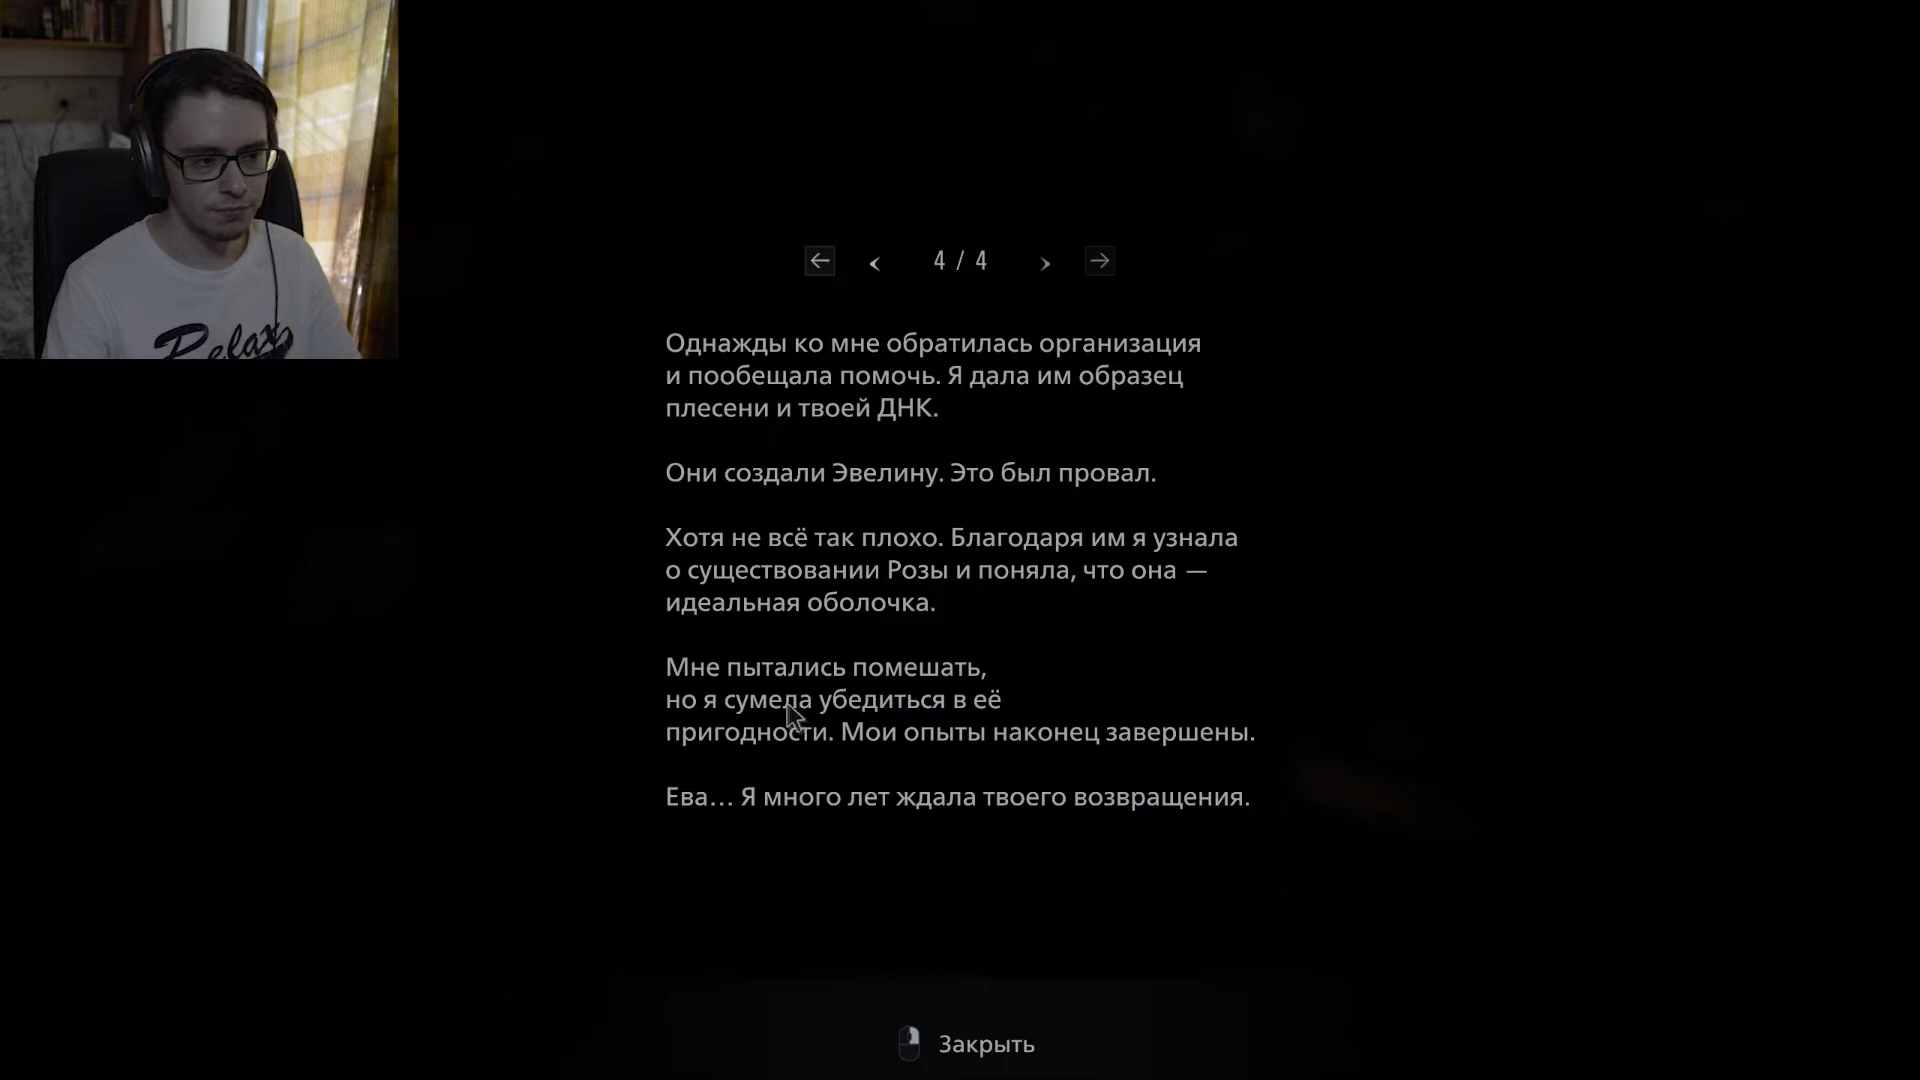 Relax
4 / 4
Однажды ко мне обратилась организация
и пообещала помочь. Я дала им образец
плесени и твоей ДНК.
Они создали Эвелину. Это был провал.
Хотя не всё так плохо. Благодаря им я узнала
о существовании Розы и поняла, что она —
идеальная оболочка.
Мне пытались помешать,
но я сумела убедиться в её
пригодности. Мои опыты наконец завершены.
Ева... Я много лет ждала твоего возвращения.
Закрыть